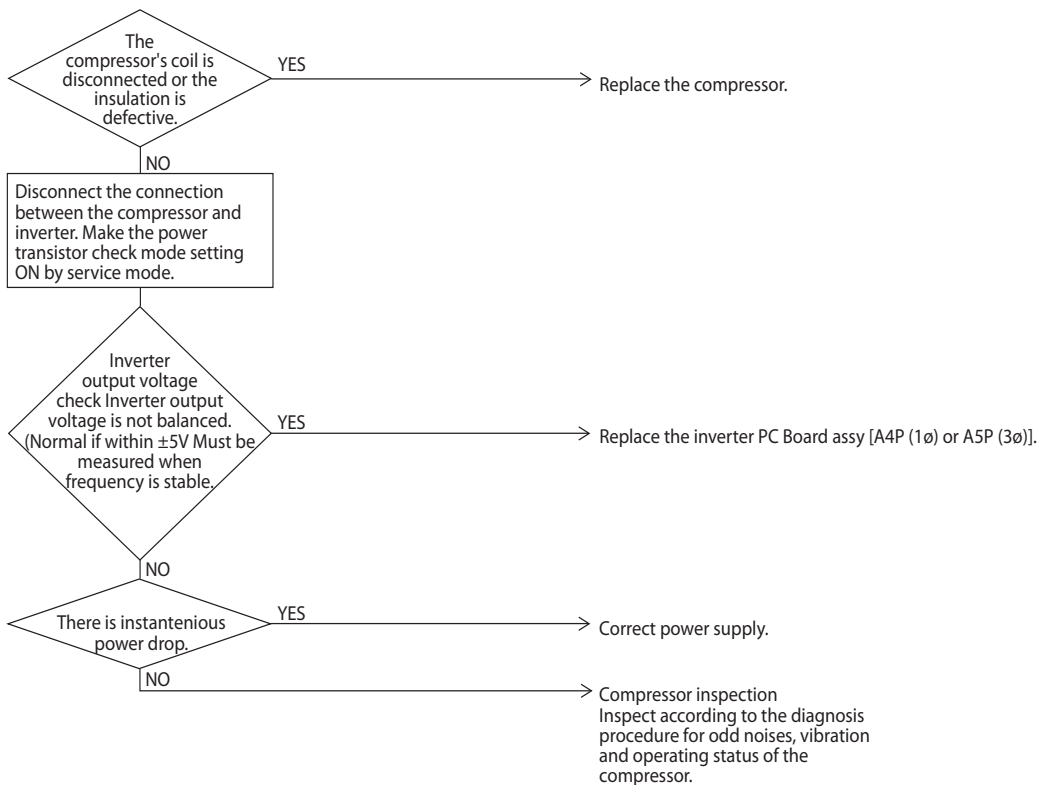 The
compressor's coil is
disconnected or the
insulation is
defective.
YES
Replace the compressor.
NO
Disconnect the connection
between the compressor and
inverter. Make the power
transistor check mode setting
ON by service mode.
Inverter
output voltage
check Inverter output
voltage is not balanced.
(Normal if within ±5V Must be
measured when
frequency is stable.
YES
Replace the inverter PC Board assy [A4P (1ø) or A5P (3ø)].
NO
There is instantenious
power drop.
YES
Correct power supply.
NO
Compressor inspection
Inspect according to the diagnosis
procedure for odd noises, vibration
and operating status of the
compressor.